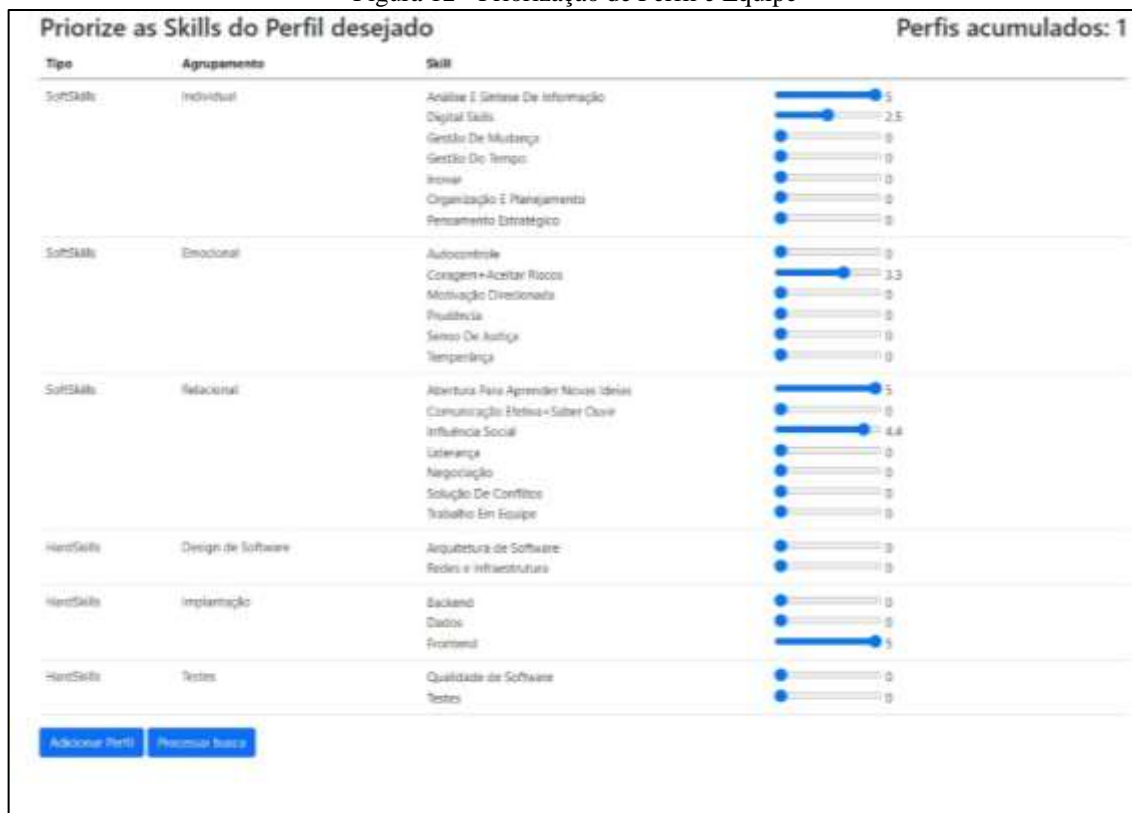 Figura 12 - Priorização de Perfil e Equipe
Priorize as Skills do Perfil desejado
Perfis acumulados: 1
Tipo Agrupamento Skill
SoftSkills Individual Análise E Síntese De Informação 5
Digital Skills 2.5
Gestão De Mudança 0
Gestão Do Tempo 0
Inovar 0
Organização E Planejamento 0
Pensamento Estratégico 0
SoftSkills Emocional Autocontrole 0
Coragem+Aceitar Riscos 3.3
Motivação Direcionada 0
Prudência 0
Senso De Justiça 0
Temperança 0
SoftSkills Relacional Abertura Para Aprender Novas Ideias 5
Comunicação Efetiva+Saber Ouvir 0
Influência Social 4.4
Liderança 0
Negociação 0
Solução De Conflitos 0
Trabalho Em Equipe 0
HardSkills Design de Software Arquitetura de Software 0
Redes e Infraestrutura 0
HardSkills Implantação Backend 0
Dados 0
Frontend 5
HardSkills Testes Qualidade de Software 0
Testes 0
Adicionar Perfil Processar busca